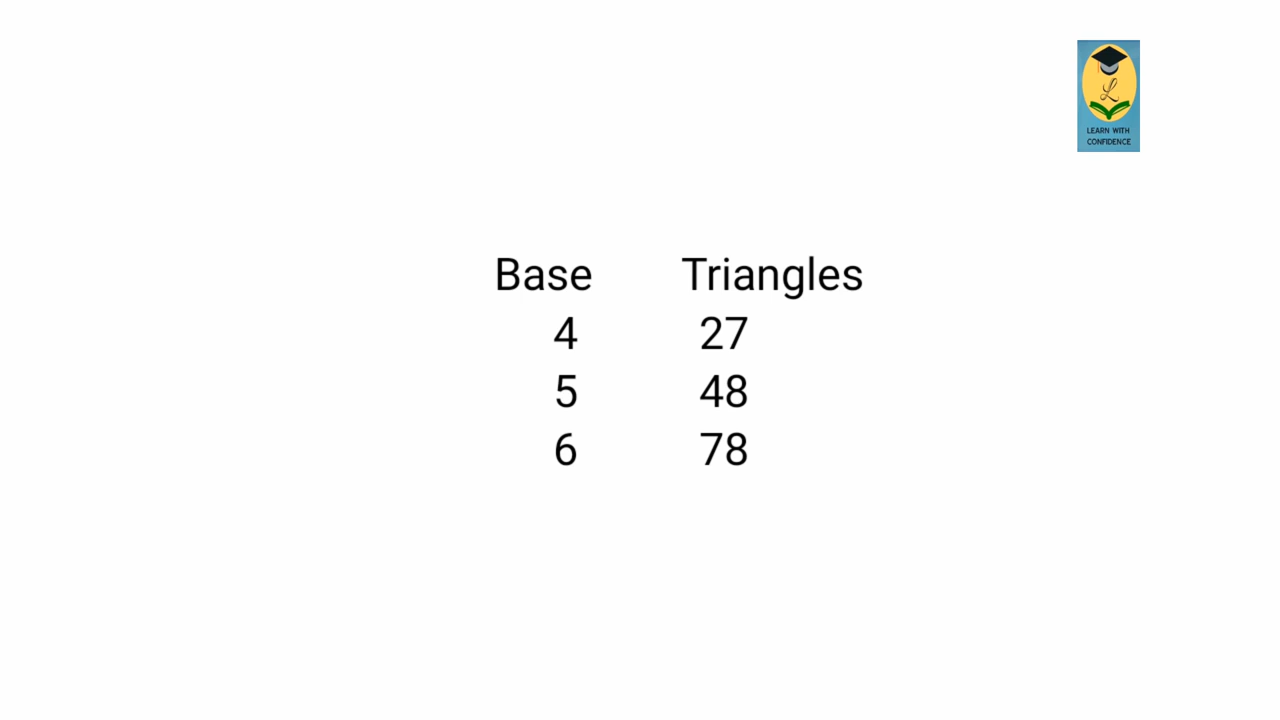 L
LEARN WITH
CONFIDENCE
Base Triangles
4 27
5 48
6 78